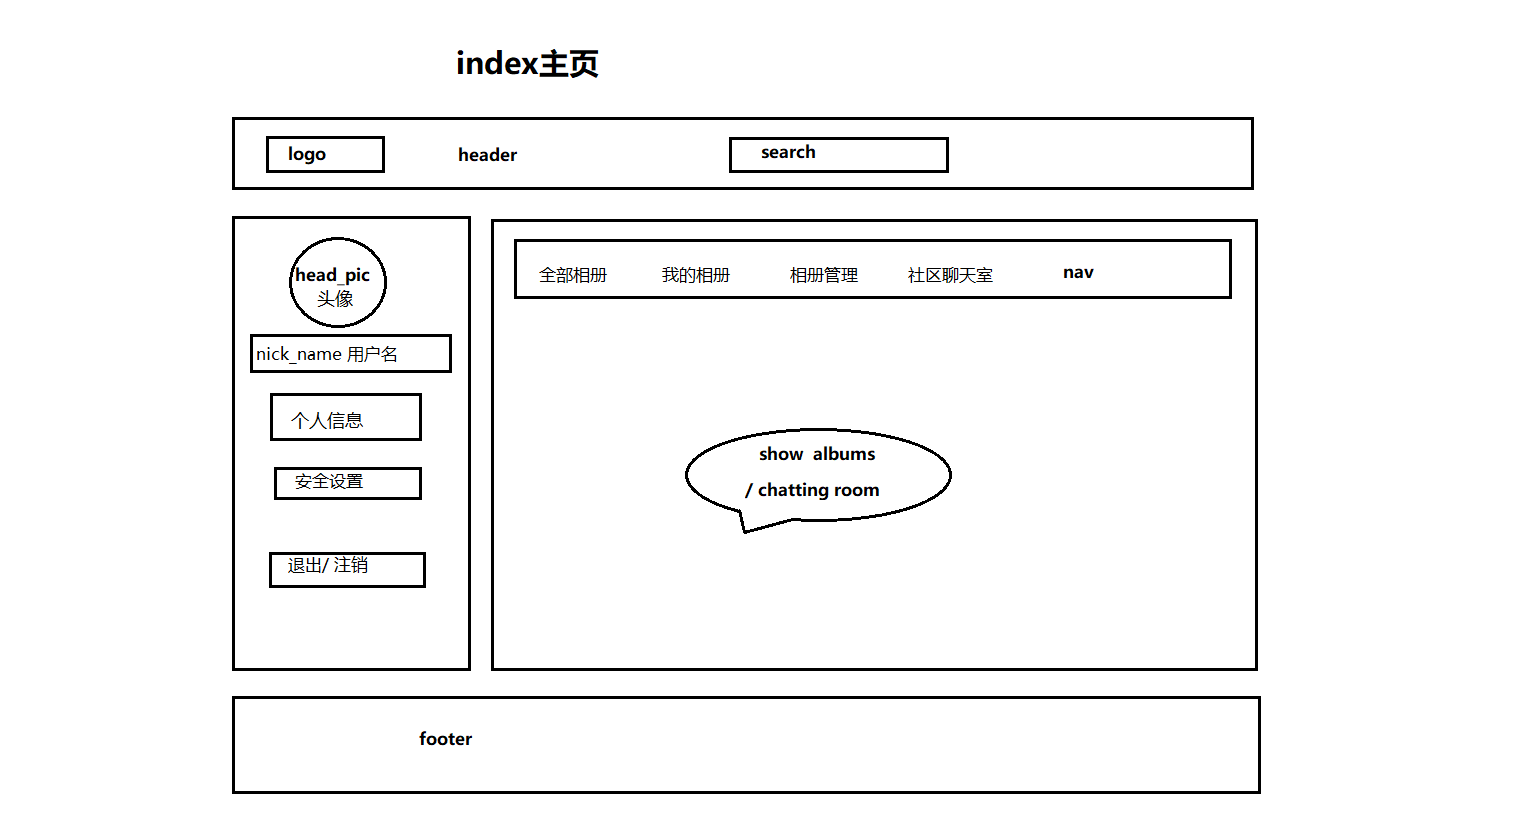 index主页
logo
header
search
head_pic
头像
nick_name 用户名
个人信息
安全设置
退出/ 注销
全部相册
我的相册
相册管理
社区聊天室
nav
show albums
/ chatting room
footer